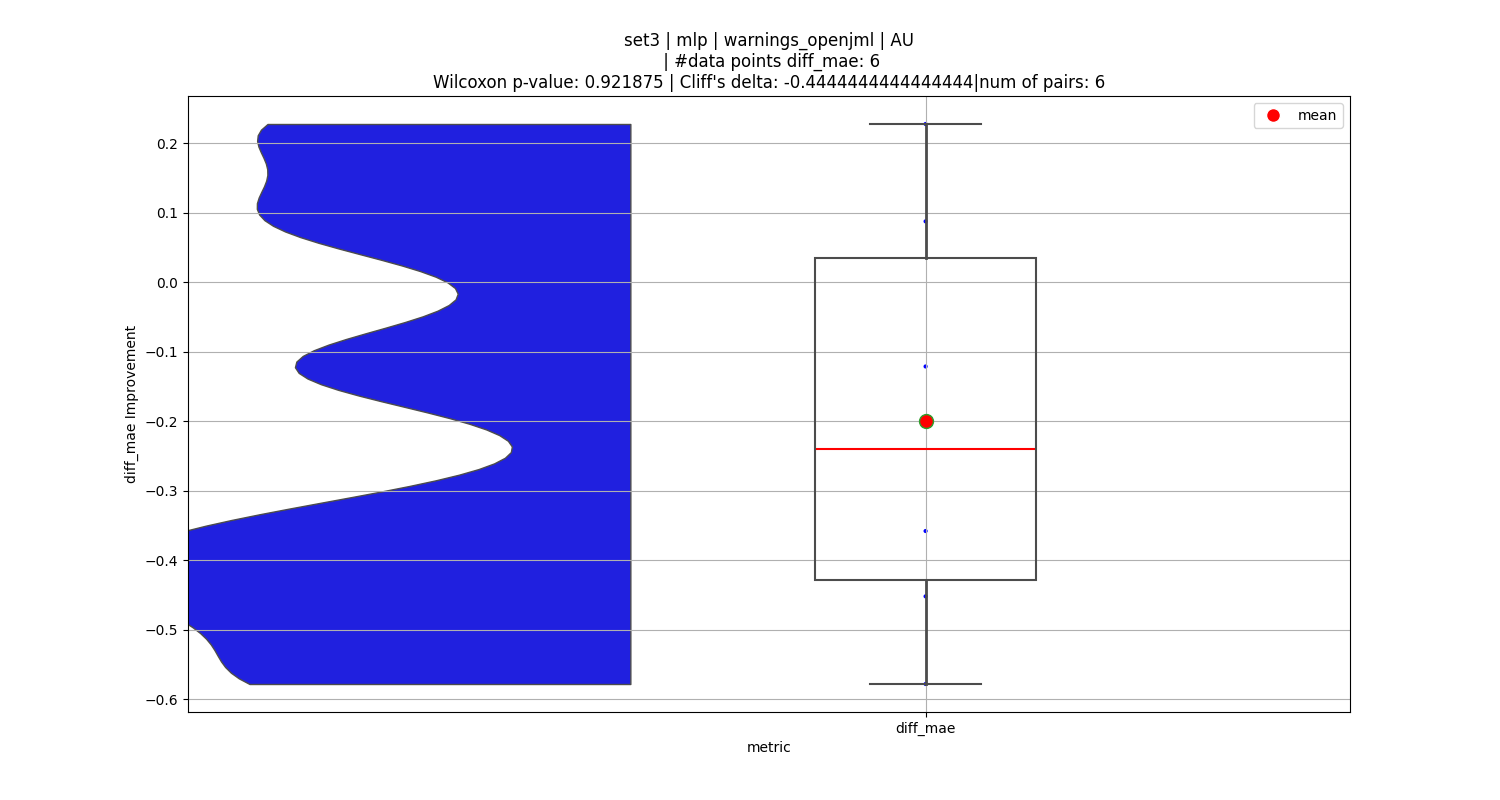 set3 | mlp | warnings_openjml | AU
| #data points diff_mae: 6
Wilcoxon p-value: 0.921875 | Cliff's delta: -0.4444444444444444|num of pairs: 6
mean
0.2
0.1
0.0
−0.1
−0.2
−0.3
−0.4
−0.5
−0.6
diff_mae Improvement
diff_mae
metric